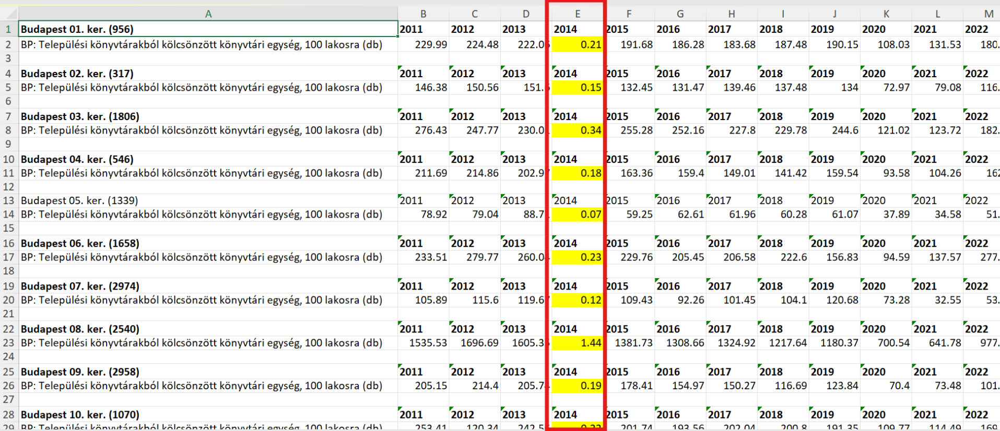 A B C D E F G H I J K L M
1 Budapest 01. ker. (956) 2011 2012 2013 2014 2015 2016 2017 2018 2019 2020 2021 2022
2 BP: Települési könyvtárakból kölcsönzött könyvtári egység, 100 lakosra (db) 229.99 224.48 222.0 0.21 191.68 186.28 183.68 187.48 190.15 108.03 131.53 180.
3
4 Budapest 02. ker. (317) 2011 2012 2013 2014 2015 2016 2017 2018 2019 2020 2021 2022
5 BP: Települési könyvtárakból kölcsönzött könyvtári egység, 100 lakosra (db) 146.38 150.56 151. 0.15 132.45 131.47 139.46 137.48 134 72.97 79.08 116.
6
7 Budapest 03. ker. (1806) 2011 2012 2013 2014 2015 2016 2017 2018 2019 2020 2021 2022
8 BP: Települési könyvtárakból kölcsönzött könyvtári egység, 100 lakosra (db) 276.43 247.77 230.0 0.34 255.28 252.16 227.8 229.78 244.6 121.02 123.72 182.
9
10 Budapest 04. ker. (546) 2011 2012 2013 2014 2015 2016 2017 2018 2019 2020 2021 2022
11 BP: Települési könyvtárakból kölcsönzött könyvtári egység, 100 lakosra (db) 211.69 214.86 202.9 0.18 163.36 159.4 149.01 141.42 159.54 93.58 104.26 162
12
13 Budapest 05. ker. (1339) 2011 2012 2013 2014 2015 2016 2017 2018 2019 2020 2021 2022
14 BP: Települési könyvtárakból kölcsönzött könyvtári egység, 100 lakosra (db) 78.92 79.04 88.7 0.07 59.25 62.61 61.96 60.28 61.07 37.89 34.58 51.
15
16 Budapest 06. ker. (1658) 2011 2012 2013 2014 2015 2016 2017 2018 2019 2020 2021 2022
17 BP: Települési könyvtárakból kölcsönzött könyvtári egység, 100 lakosra (db) 233.51 279.77 260.0 0.23 229.76 205.45 206.58 222.6 156.83 94.59 137.57 277.
18
19 Budapest 07. ker. (2974) 2011 2012 2013 2014 2015 2016 2017 2018 2019 2020 2021 2022
20 BP: Települési könyvtárakból kölcsönzött könyvtári egység, 100 lakosra (db) 105.89 115.6 119.6 0.12 109.43 92.26 101.45 104.1 120.68 73.28 32.55 53.
21
22 Budapest 08. ker. (2540) 2011 2012 2013 2014 2015 2016 2017 2018 2019 2020 2021 2022
23 BP: Települési könyvtárakból kölcsönzött könyvtári egység, 100 lakosra (db) 1535.53 1696.69 1605.3 1.44 1381.73 1308.66 1324.92 1217.64 1180.37 700.54 641.78 977.
24
25 Budapest 09. ker. (2958) 2011 2012 2013 2014 2015 2016 2017 2018 2019 2020 2021 2022
26 BP: Települési könyvtárakból kölcsönzött könyvtári egység, 100 lakosra (db) 205.15 214.4 205.7 0.19 178.41 154.97 150.27 116.69 123.84 70.4 73.48 101.
27
28 Budapest 10. ker. (1070) 2011 2012 2013 2014 2015 2016 2017 2018 2019 2020 2021 2022
29 BP: Települési könyvtárakból kölcsönzött könyvtári egység, 100 lakosra (db) 253.41 120.34 242.5 0.22 201.74 193.56 202.04 200.8 191.35 109.77 114.49 169.